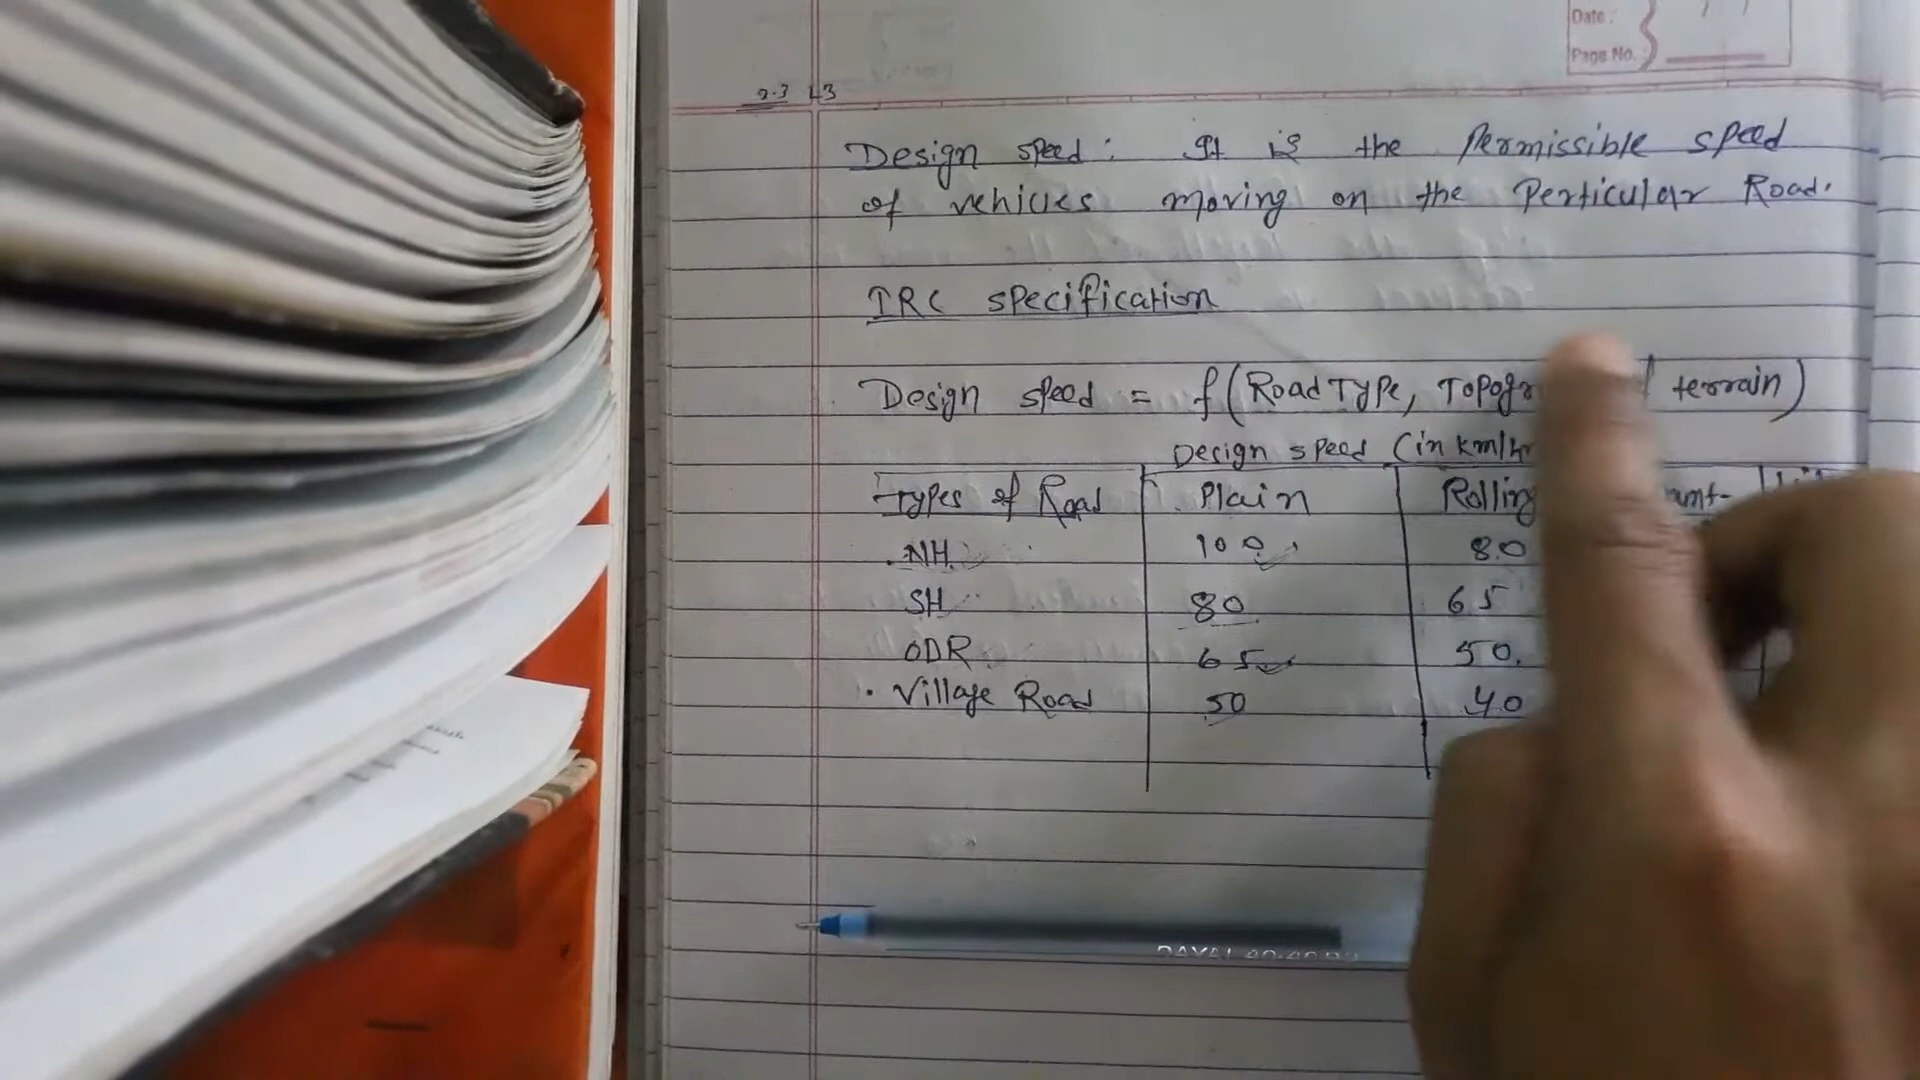 Date:
Page No.
2.3 L3
Design speed: It is the Permissible speed
of vehicles moving on the Perticular Road.
IRC specification
Design speed = f(Road Type, terrain)
Design speed (in km/hr
Types of Road Plain Rolling
NH 100 80
SH 80 65
ODR 65 50
Village Road 50 40